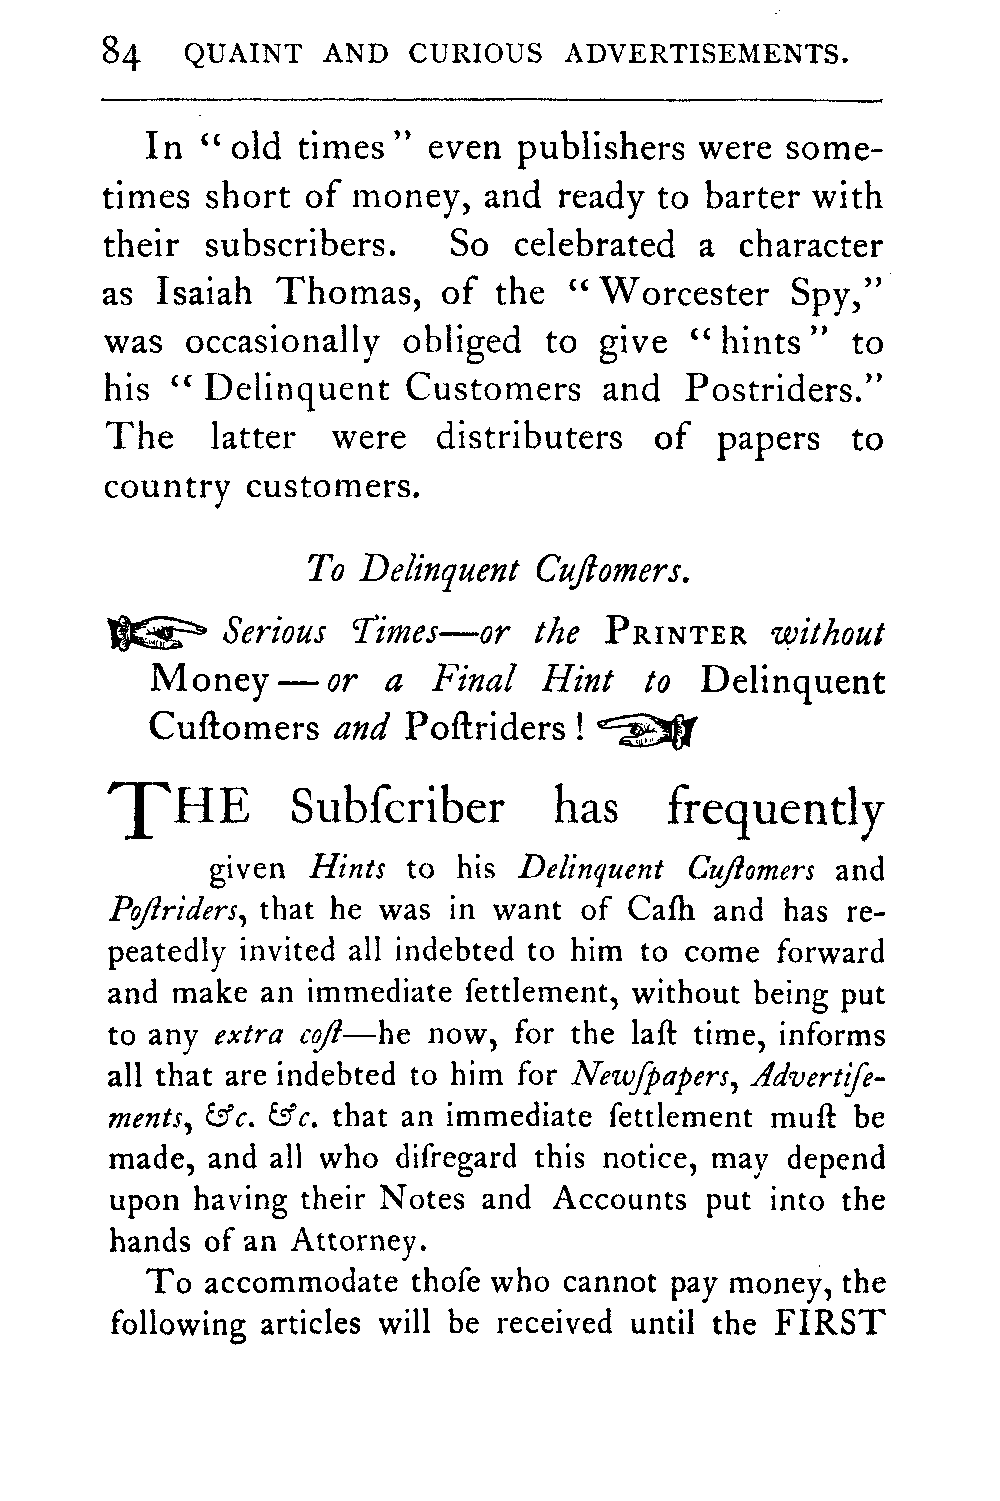 84 QUAINT AND CURIOUS ADVERTISEMENTS.
In “ old times ” even publishers were some-
times short of money, and ready to barter with
their subscribers. So celebrated a character
as Isaiah Thomas, of the “ Worcester Spy,”
was occasionally obliged to give “ hints ” to
his “ Delinquent Customers and Postriders.”
The latter were distributers of papers to
country customers.
To Delinquent Cuſtomers.
☞ Serious Times—or the PRINTER without
Money — or a Final Hint to Delinquent
Cuſtomers and Poſtriders ! ☜
THE Subſcriber has frequently
given Hints to his Delinquent Cuſtomers and
Poſtriders, that he was in want of Caſh and has re-
peatedly invited all indebted to him to come forward
and make an immediate ſettlement, without being put
to any extra coſt—he now, for the laſt time, informs
all that are indebted to him for Newſpapers, Advertiſe-
ments, &c. &c. that an immediate ſettlement muſt be
made, and all who diſregard this notice, may depend
upon having their Notes and Accounts put into the
hands of an Attorney.
To accommodate thoſe who cannot pay money, the
following articles will be received until the FIRST